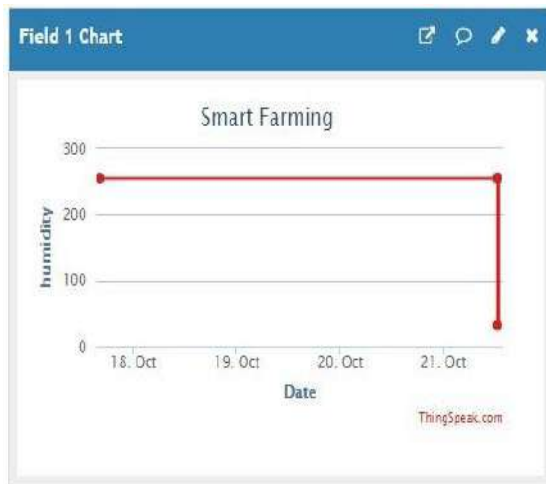 Field 1 Chart
Smart Farming
300
200
100
0
humidity
18. Oct 19. Oct 20. Oct 21. Oct
Date
ThingSpeak.com